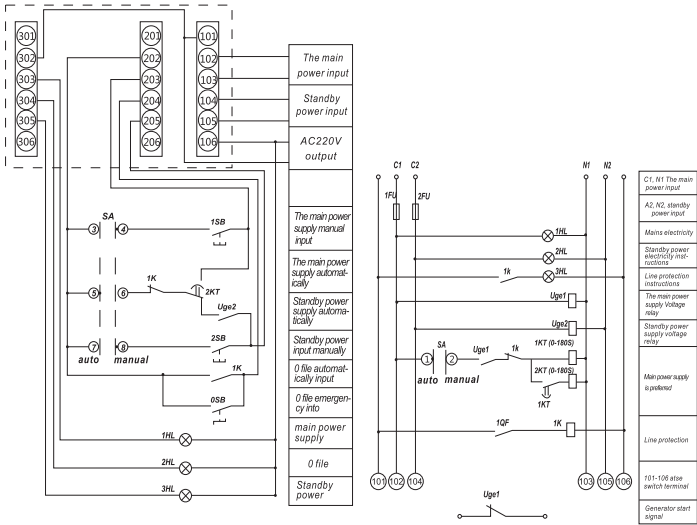 301
302
303
304
305
306
201
202
203
204
205
206
101
102
103
104
105
106
The main
power input
Standby
power input
AC220V
output
The main power
supply manual
input
The main power
supply automat-
ically
Standby power
supply automa-
tically
Standby power
input manually
0 file automat-
ically input
0 file emergen-
cy into
main power
supply
0 file
Standby
power
SA
3
4
1SB
5
6
1K
2KT
Uge2
7
8
2SB
auto
manual
1K
0SB
1HL
2HL
3HL
C1
C2
N1
N2
1FU
2FU
1HL
2HL
1k
3HL
Uge1
Uge2
SA
1
2
Uge1
1k
1KT (0-180S)
auto
manual
2KT (0-180S)
1KT
1QF
1K
101
102
104
103
105
106
Uge1
C1, N1 The main
power input
A2, N2, standby
power input
Mains electricity
Standby power
electricity inst-
ructions
Line protection
instructions
The main power
supply Voltage
relay
Standby power
supply voltage
relay
Main power supply
is preferred
Line protection
101-106 atse
switch terminal
Generator start
signal